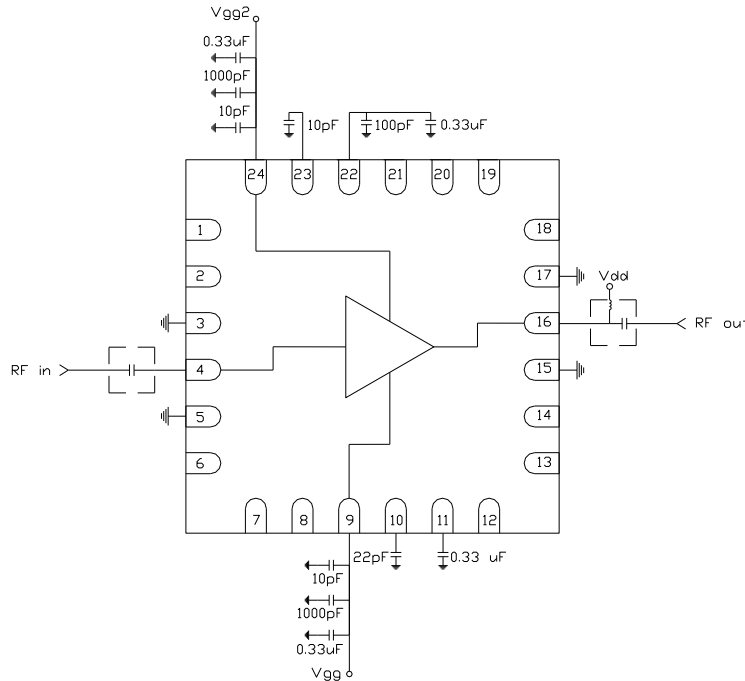 Vgg2
0.33uF
1000pF
10pF
10pF
100pF
0.33uF
24 23 22 21 20 19
1
18
2
17
Vdd
3
16
RF out
RF in
4
15
5
14
6
13
7 8 9 10 11 12
22pF
0.33 uF
10pF
1000pF
0.33uF
Vgg